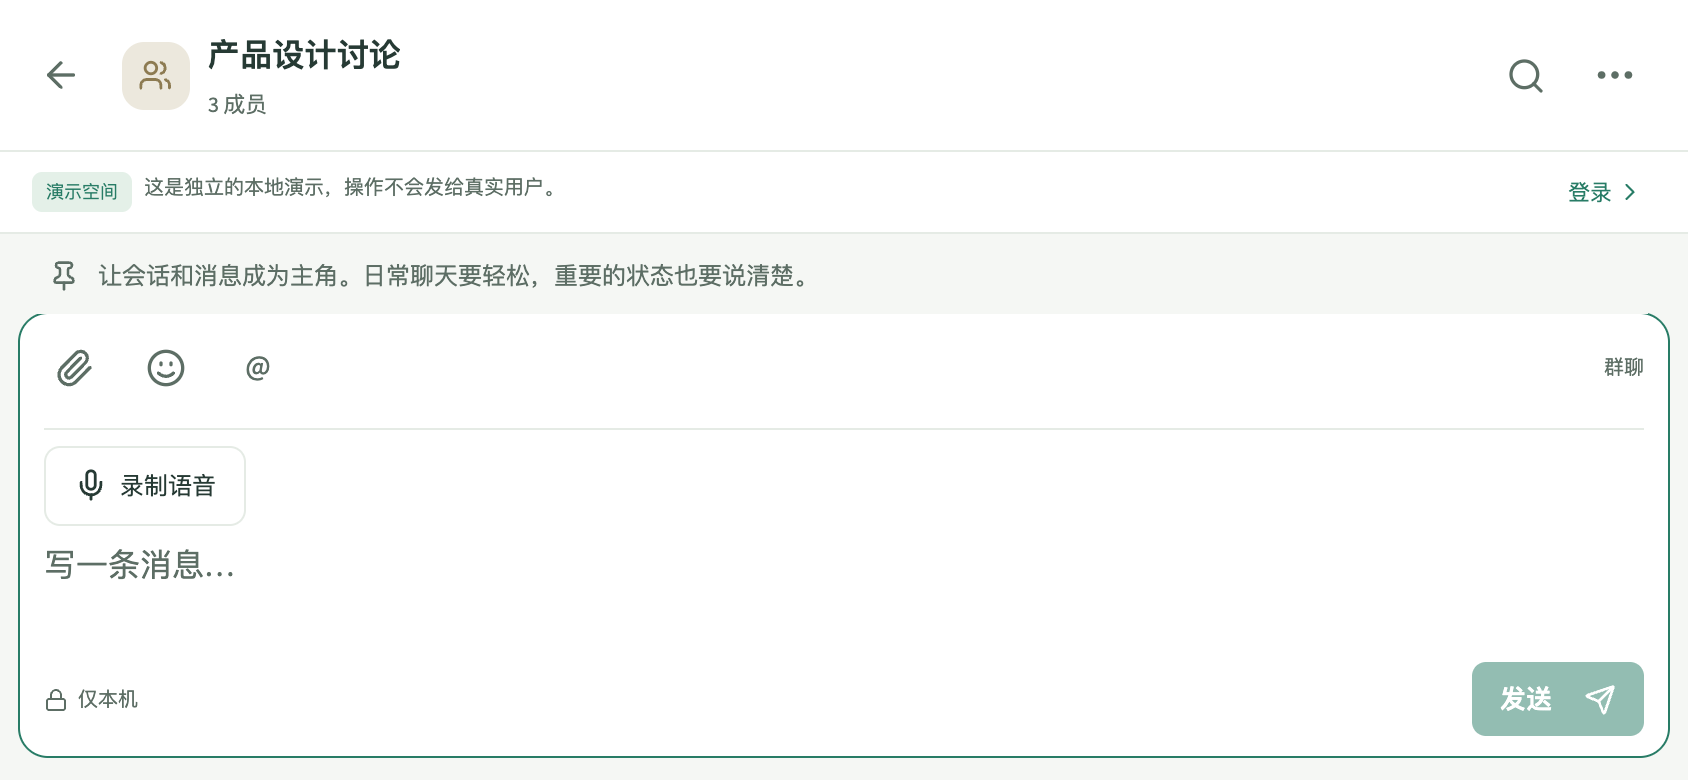 产品设计讨论
3 成员
演示空间 这是独立的本地演示，操作不会发给真实用户。 登录
让会话和消息成为主角。日常聊天要轻松，重要的状态也要说清楚。
@ 群聊
录制语音
写一条消息...
仅本机 发送